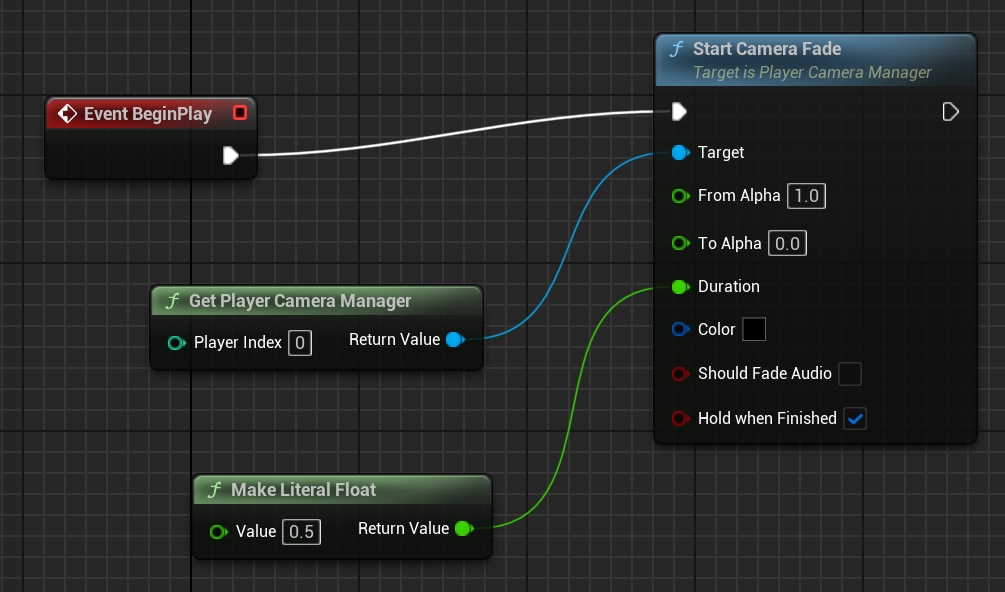 Event BeginPlay
f Start Camera Fade
Target is Player Camera Manager
Target
From Alpha 1.0
To Alpha 0.0
Duration
Color
Should Fade Audio
Hold when Finished
f Get Player Camera Manager
Player Index 0 Return Value
f Make Literal Float
Value 0.5 Return Value